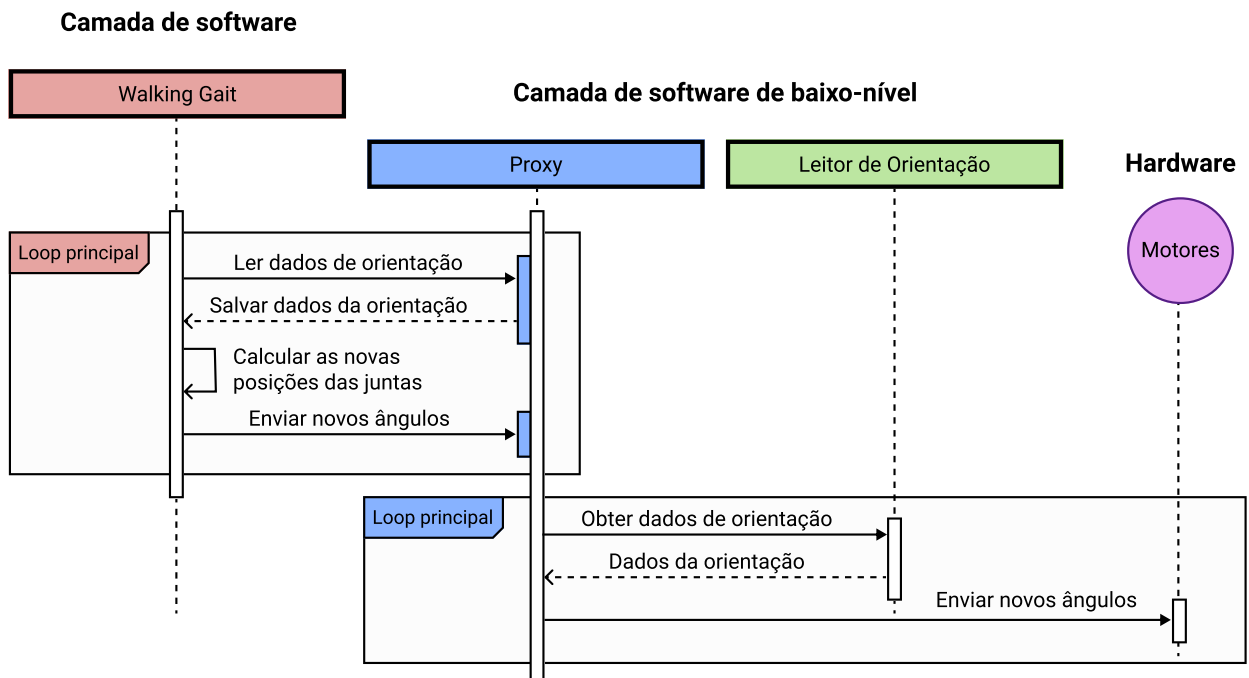 Camada de software
Walking Gait
Camada de software de baixo-nível
Proxy
Leitor de Orientação
Hardware
Motores
Loop principal
Ler dados de orientação
Salvar dados da orientação
Calcular as novas
posições das juntas
Enviar novos ângulos
Loop principal
Obter dados de orientação
Dados da orientação
Enviar novos ângulos